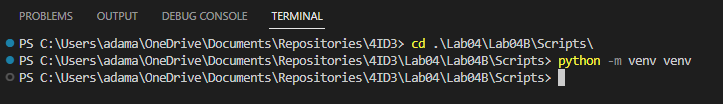 PROBLEMS OUTPUT DEBUG CONSOLE TERMINAL
PS C:\Users\adama\OneDrive\Documents\Repositories\4ID3> cd .\Lab04\Lab04B\Scripts\
PS C:\Users\adama\OneDrive\Documents\Repositories\4ID3\Lab04\Lab04B\Scripts> python -m venv venv
PS C:\Users\adama\OneDrive\Documents\Repositories\4ID3\Lab04\Lab04B\Scripts>